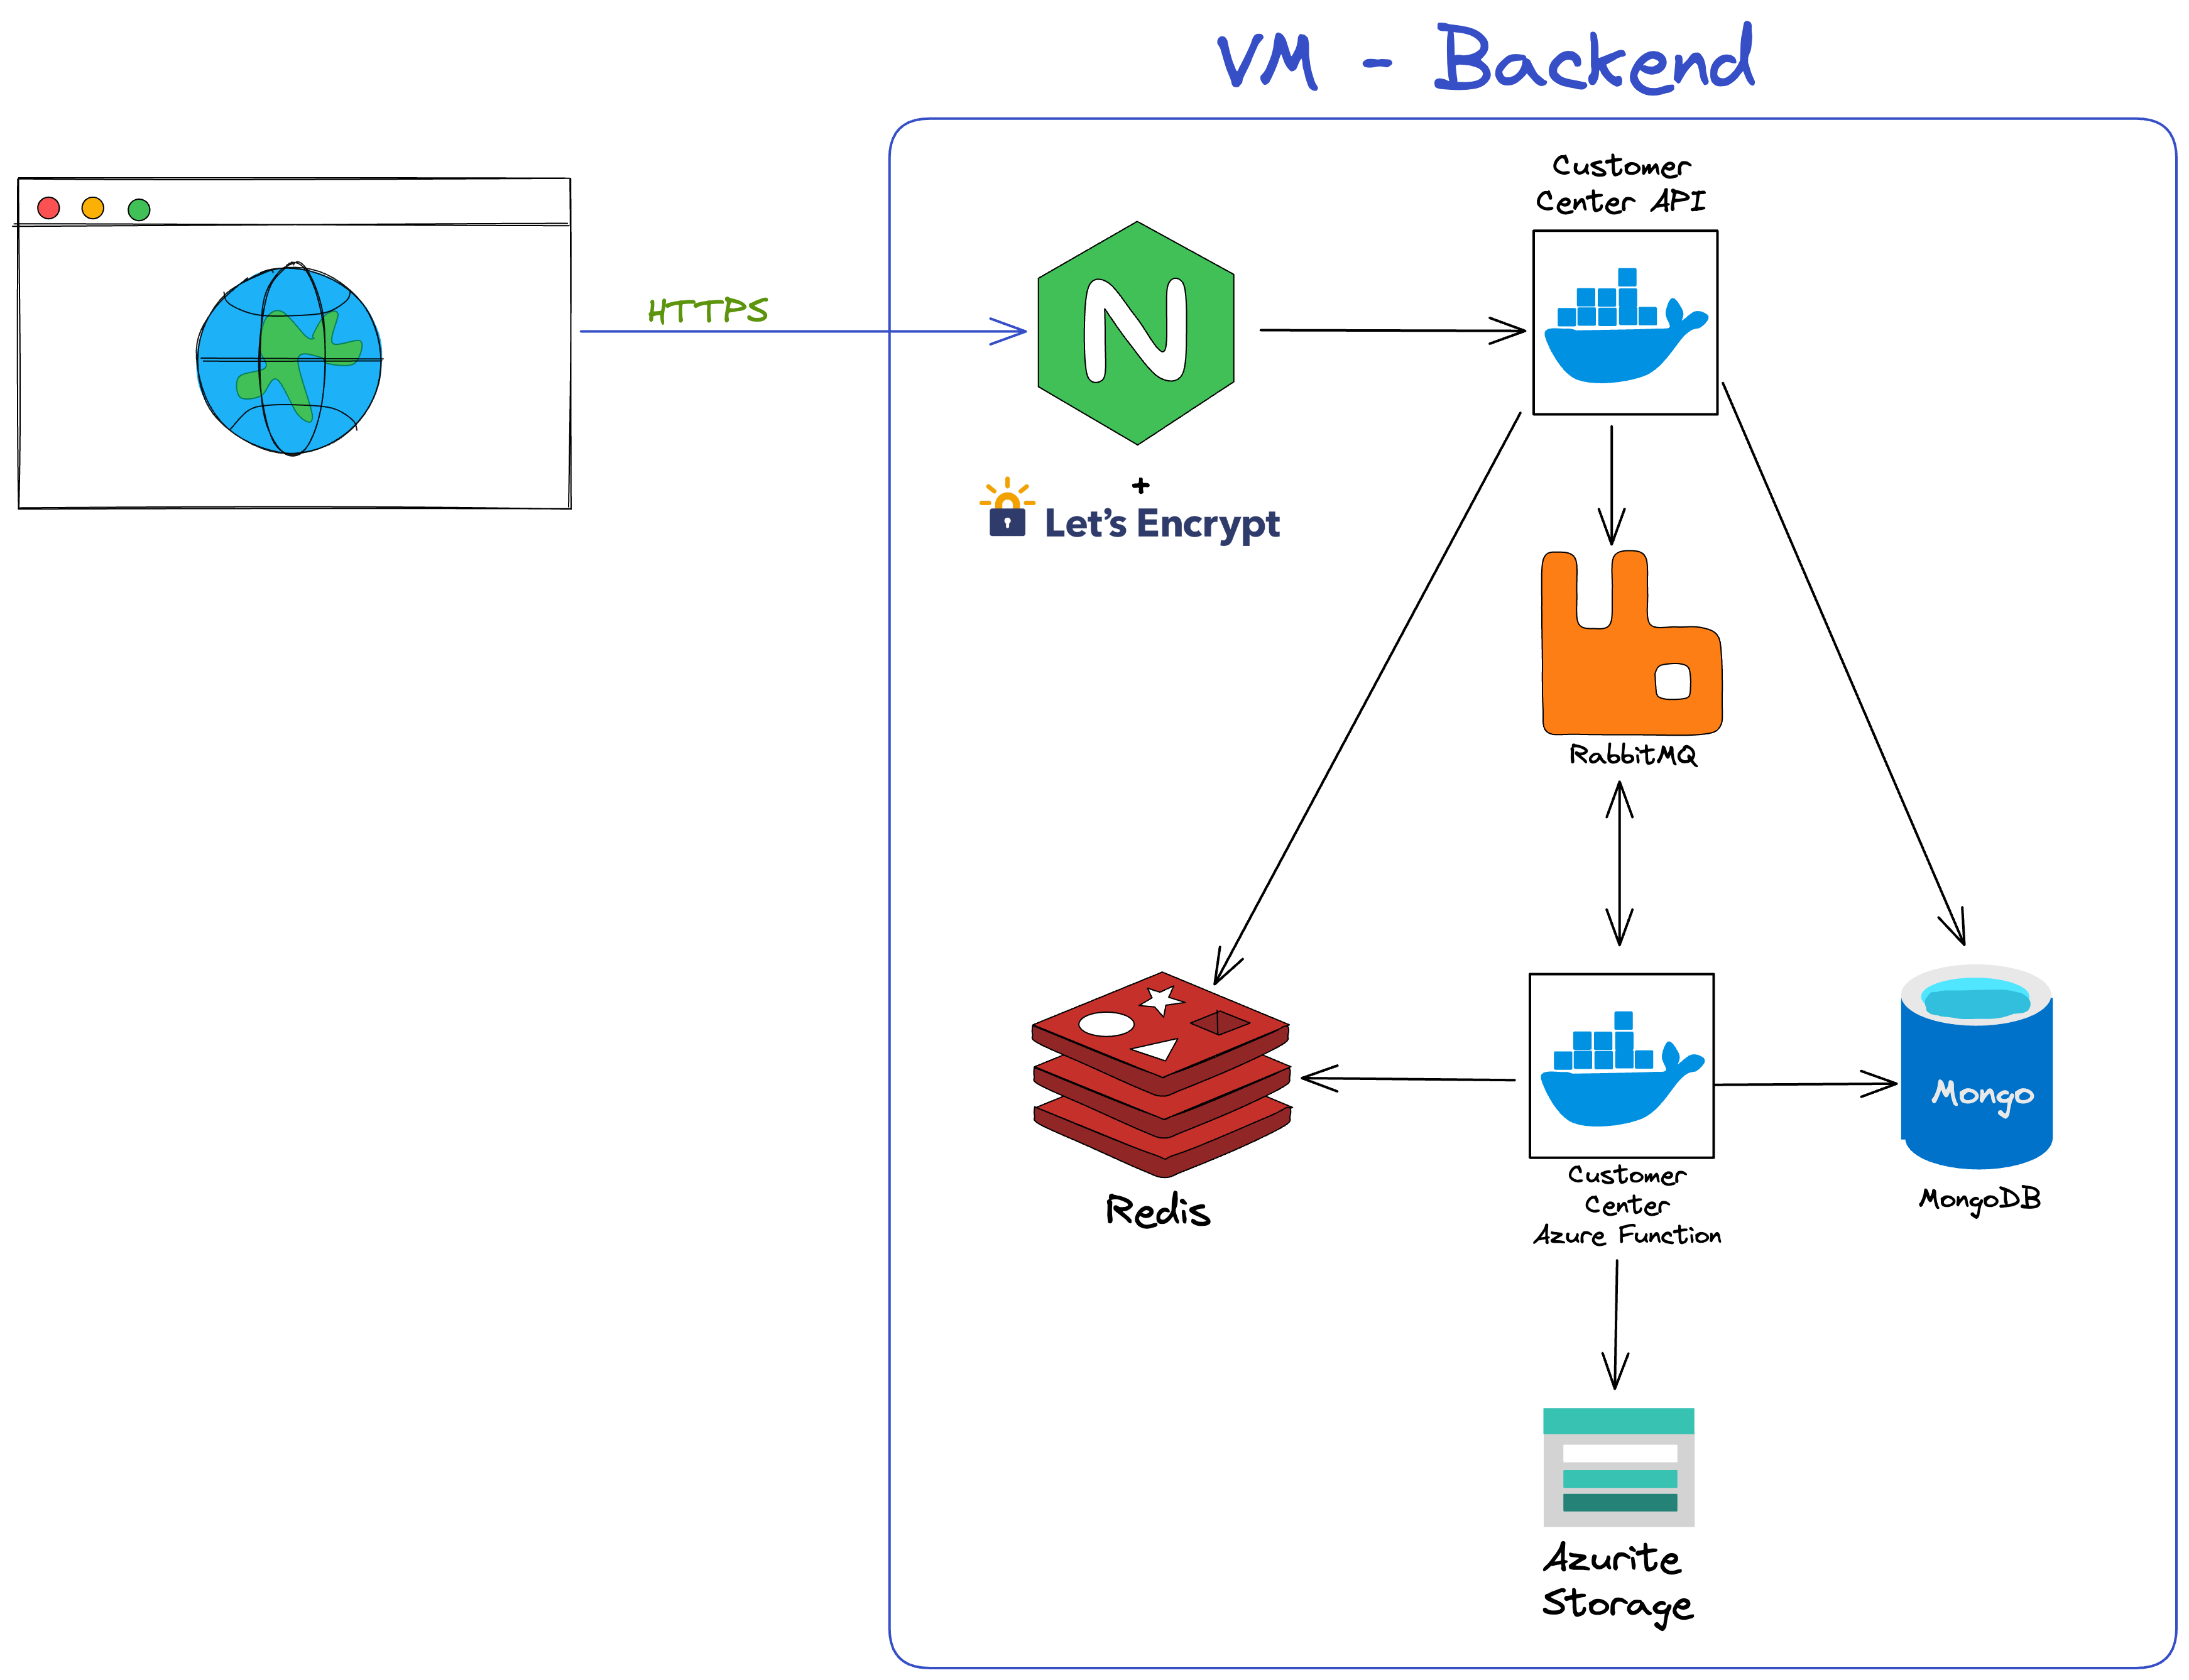 VM - Backend
Customer
Center API
HTTPS
N
+
Let's Encrypt
RabbitMQ
Mongo
Redis
Customer
Center
Azure Function
MongoDB
Azurite
Storage